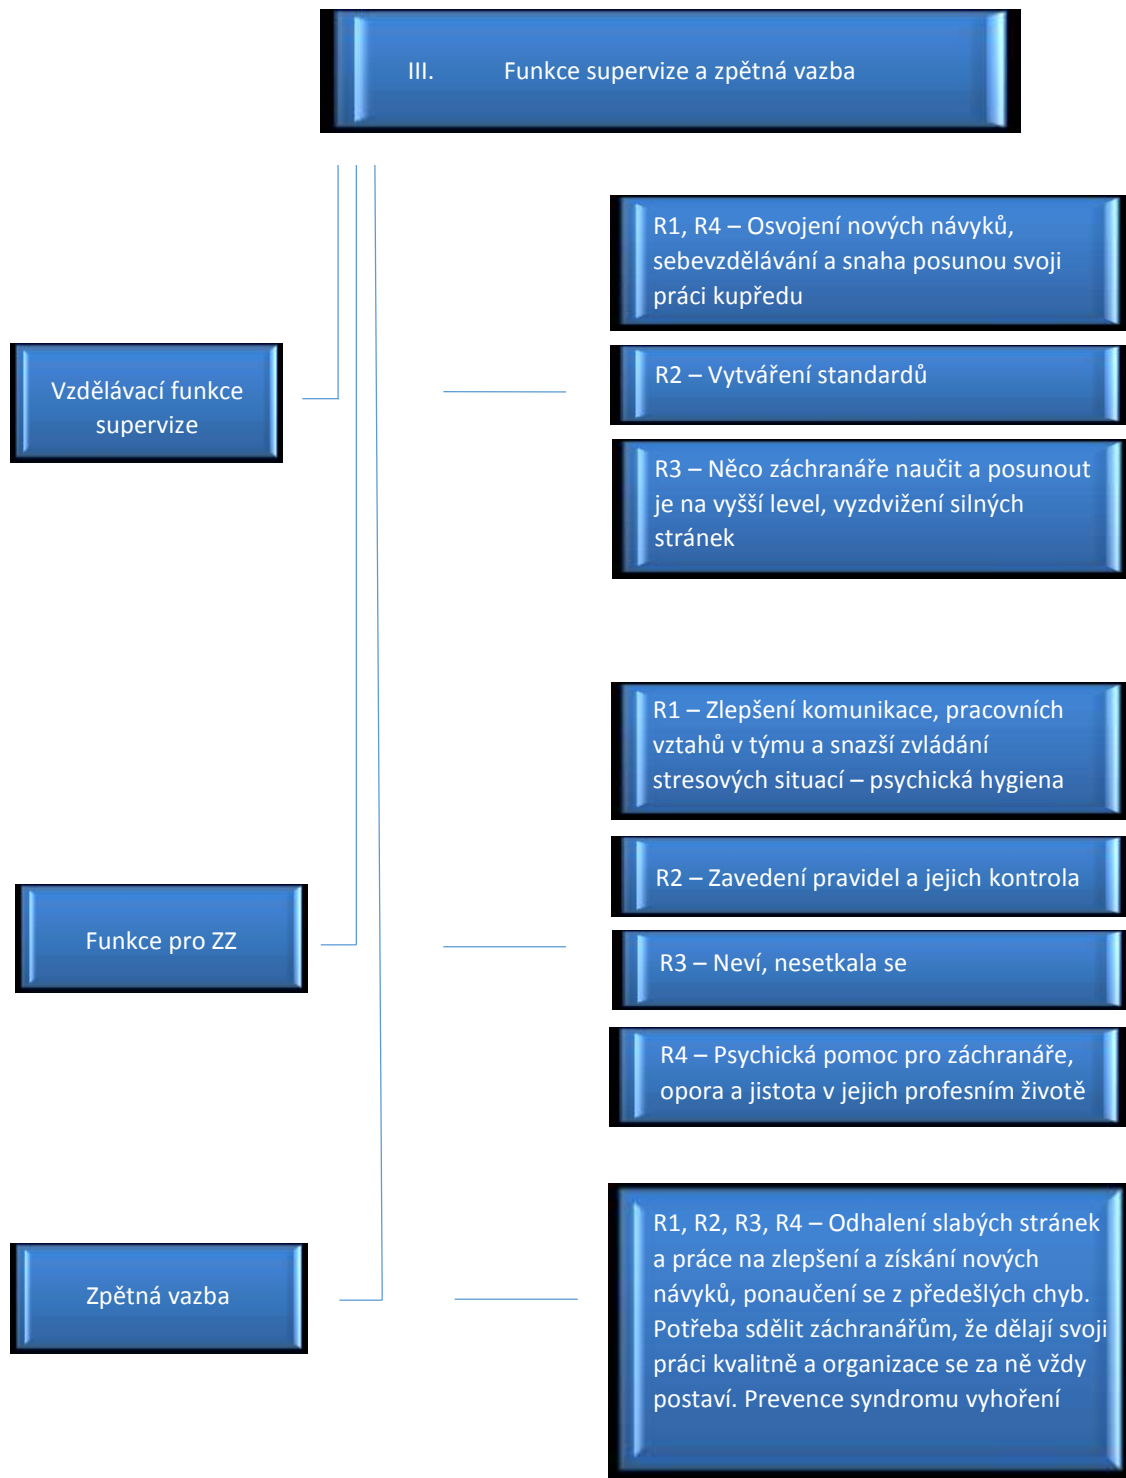 III. Funkce supervize a zpětná vazba
R1, R4 – Osvojení nových návyků,
sebevzdělávání a snaha posunou svoji
práci kupředu
Vzdělávací funkce
supervize
R2 – Vytváření standardů
R3 – Něco záchranáře naučit a posunout
je na vyšší level, vyzdvižení silných
stránek
R1 – Zlepšení komunikace, pracovních
vztahů v týmu a snazší zvládání
stresových situací – psychická hygiena
Funkce pro ZZ
R2 – Zavedení pravidel a jejich kontrola
R3 – Neví, nesetkala se
R4 – Psychická pomoc pro záchranáře,
opora a jistota v jejich profesním životě
Zpětná vazba
R1, R2, R3, R4 – Odhalení slabých stránek
a práce na zlepšení a získání nových
návyků, ponaučení se z předešlých chyb.
Potřeba sdělit záchranářům, že dělají svoji
práci kvalitně a organizace se za ně vždy
postaví. Prevence syndromu vyhoření